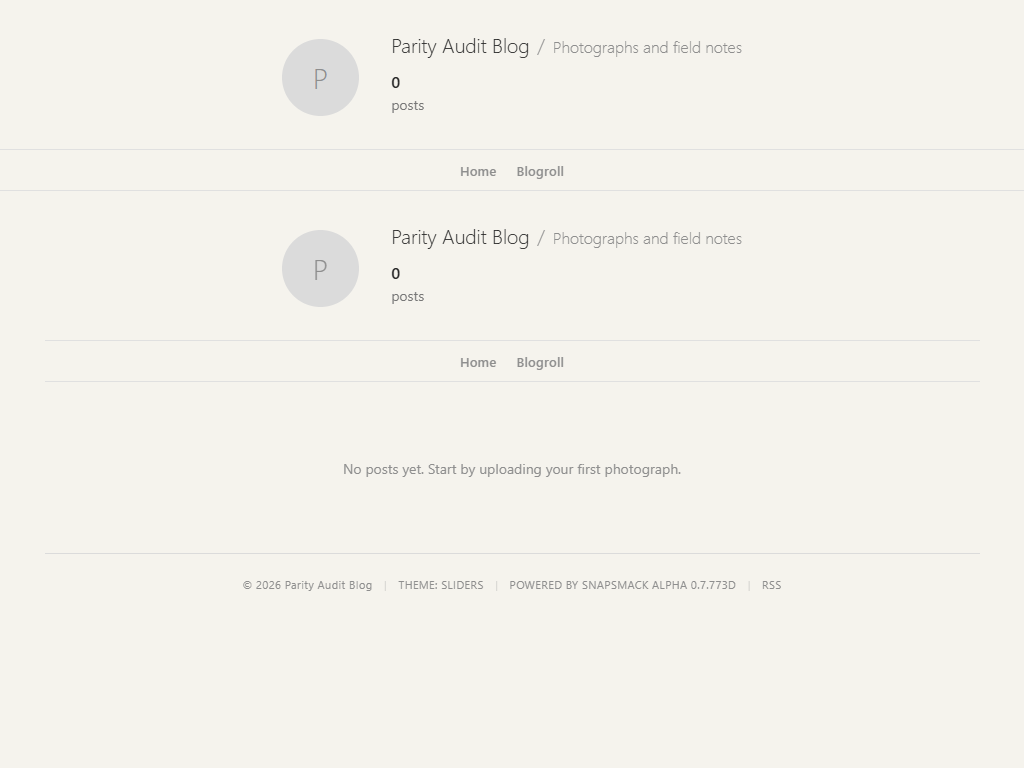 P
Parity Audit Blog / Photographs and field notes
0
posts
Home Blogroll
P
Parity Audit Blog / Photographs and field notes
0
posts
Home Blogroll
No posts yet. Start by uploading your first photograph.
© 2026 Parity Audit Blog | THEME: SLIDERS | POWERED BY SNAPSMACK ALPHA 0.7.773D | RSS